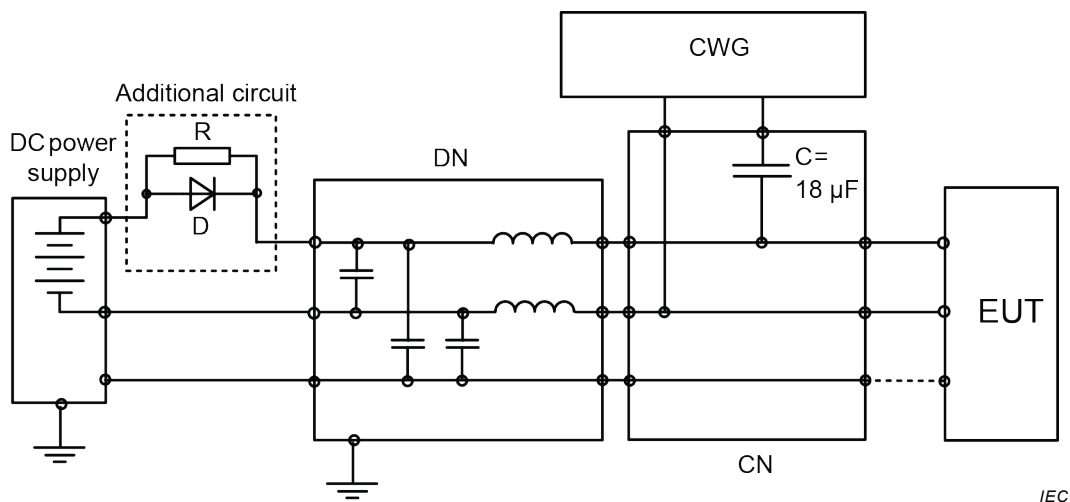 CWG
Additional circuit
R
DC power
supply
DN
C=
18 µF
D
EUT
CN
IEC